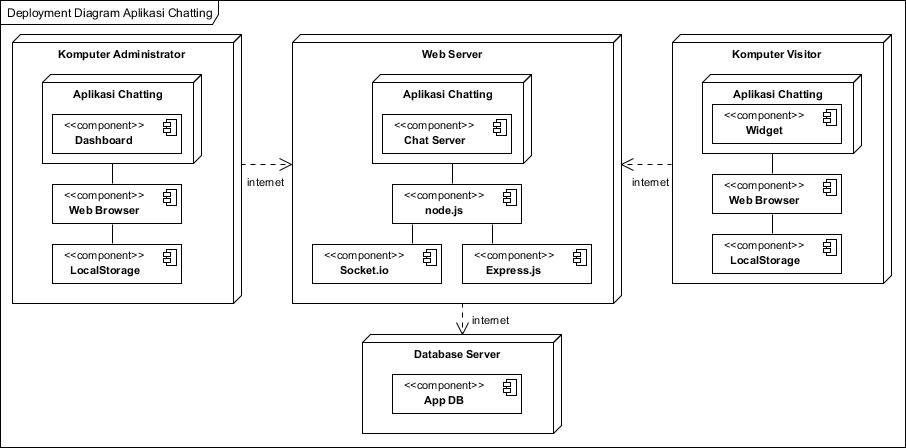 Deployment Diagram Aplikasi Chatting
Komputer Administrator
Aplikasi Chatting
<<component>>
Dashboard
<<component>>
Web Browser
<<component>>
LocalStorage
internet
Web Server
Aplikasi Chatting
<<component>>
Chat Server
<<component>>
node.js
<<component>>
Socket.io
<<component>>
Express.js
internet
Komputer Visitor
Aplikasi Chatting
<<component>>
Widget
<<component>>
Web Browser
<<component>>
LocalStorage
internet
Database Server
<<component>>
App DB